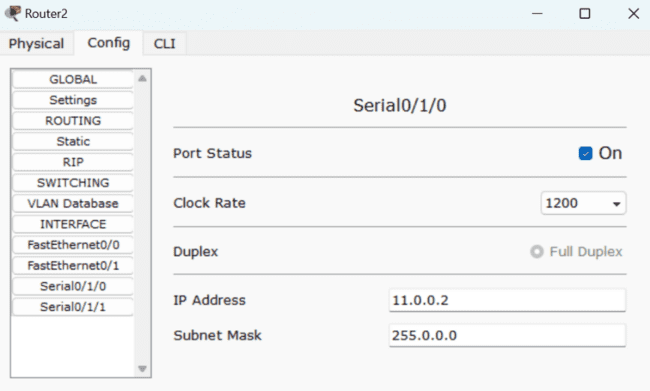 Router2
Physical Config CLI
GLOBAL
Settings
ROUTING
Static
RIP
SWITCHING
VLAN Database
INTERFACE
FastEthernet0/0
FastEthernet0/1
Serial0/1/0
Serial0/1/1
Serial0/1/0
Port Status On
Clock Rate 1200
Duplex Full Duplex
IP Address 11.0.0.2
Subnet Mask 255.0.0.0